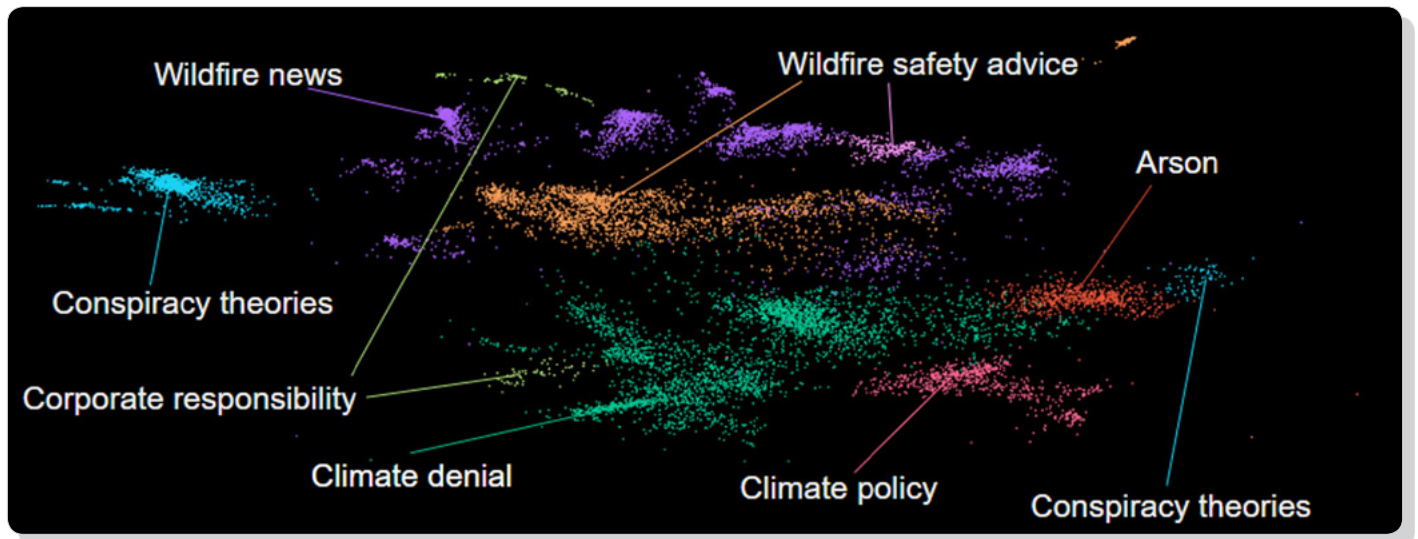 Wildfire news
Wildfire safety advice
Arson
Conspiracy theories
Corporate responsibility
Climate denial
Climate policy
Conspiracy theories